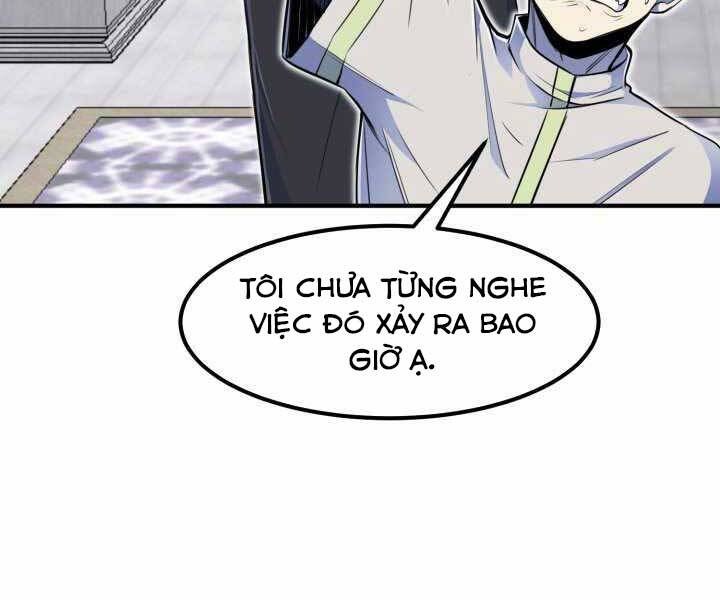 TÔI CHƯA TỪNG NGHE
VIỆC ĐÓ XẢY RA BAO
GIỜ Ạ.